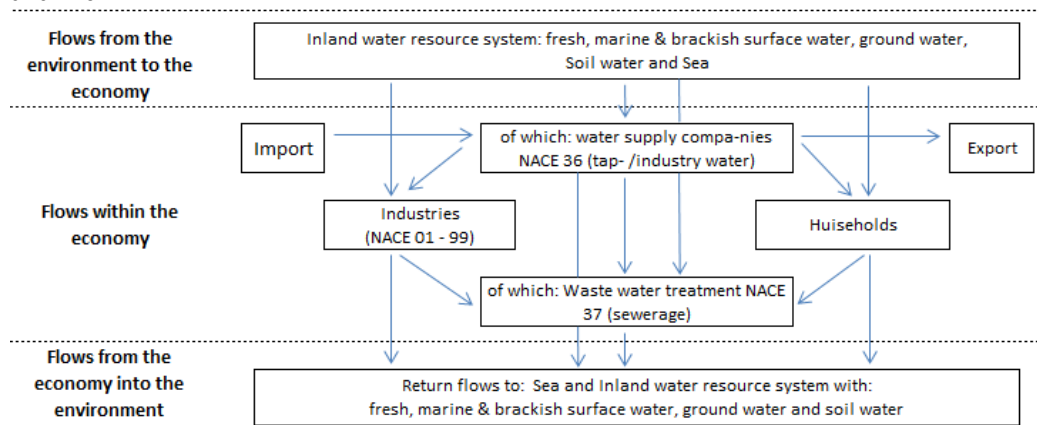 Flows from the
environment to the
economy
Inland water resource system: fresh, marine & brackish surface water, ground water,
Soil water and Sea
Import
of which: water supply compa-nies
NACE 36 (tap- /industry water)
Export
Flows within the
economy
Industries
(NACE 01 - 99)
Huiseholds
of which: Waste water treatment NACE
37 (sewerage)
Flows from the
economy into the
environment
Return flows to: Sea and Inland water resource system with:
fresh, marine & brackish surface water, ground water and soil water